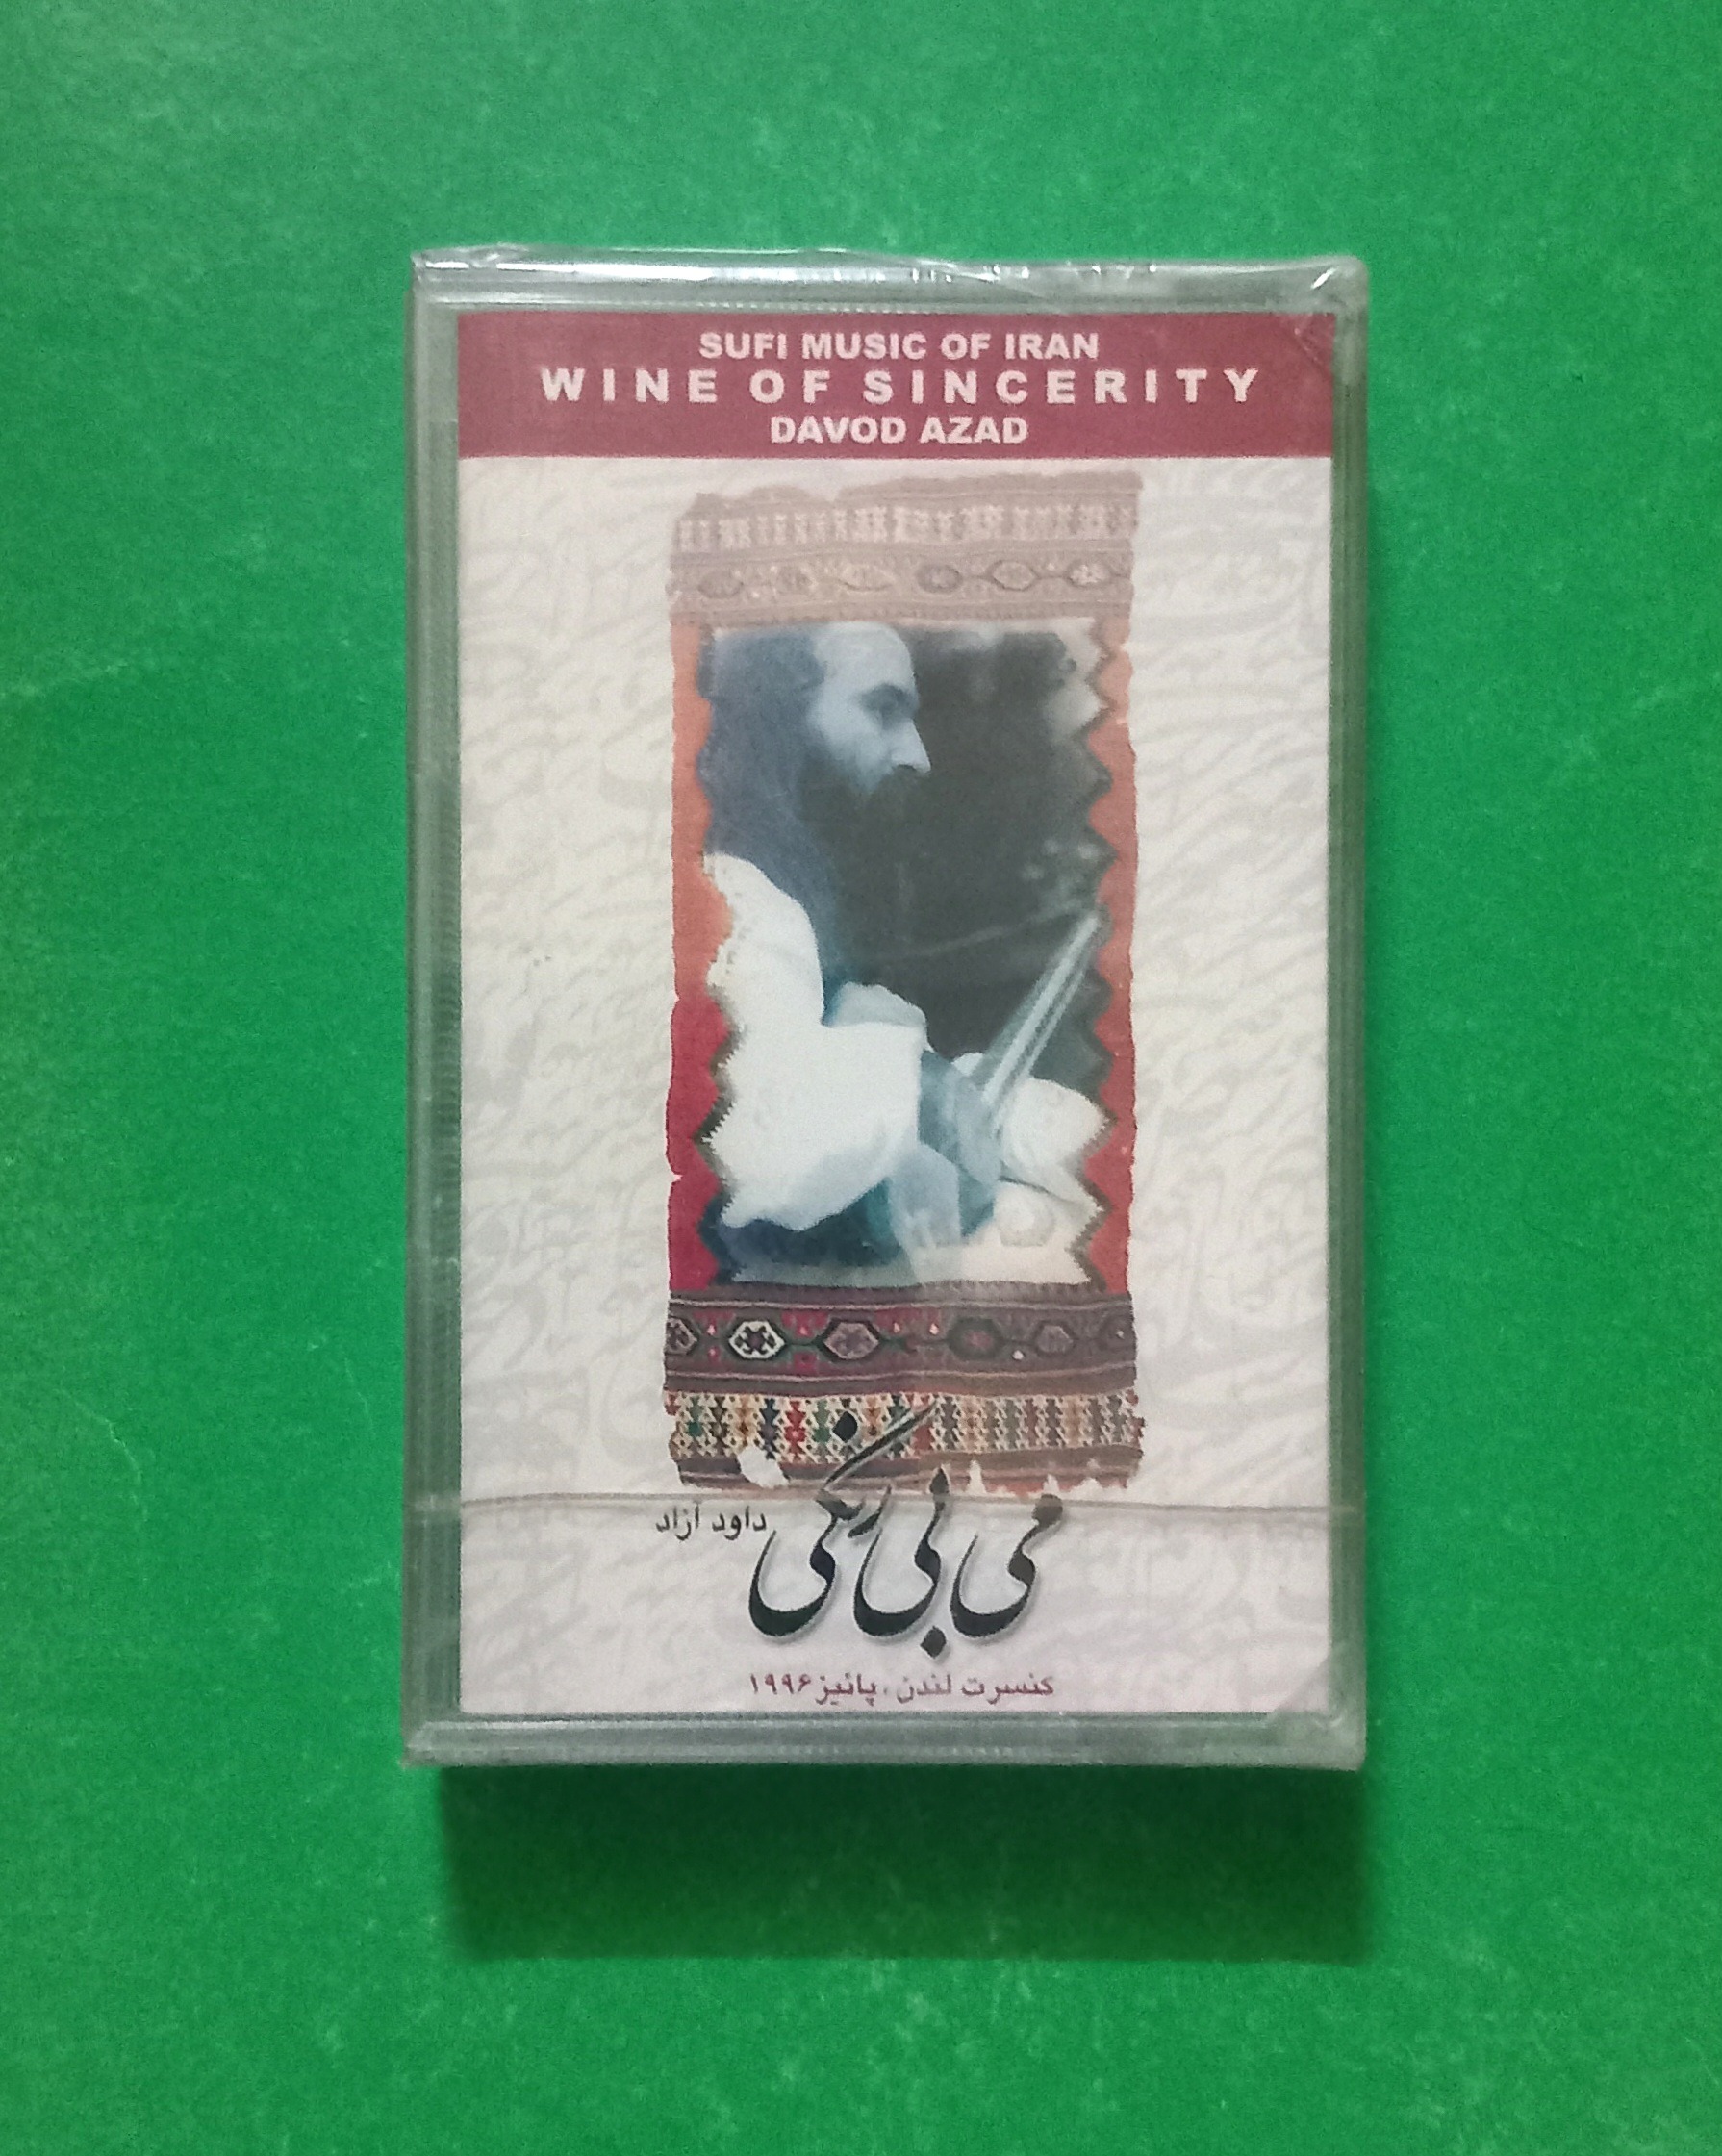 SUFI MUSIC OF IRAN
WINE OF SINCERITY
DAVOD AZAD
می بی رنگی
داود آزاد
کنسرت لندن، پائیز ۱۹۹۶